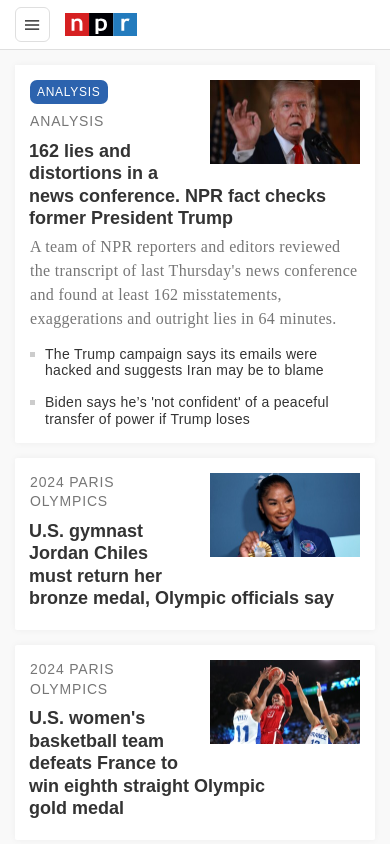 npr
ANALYSIS
ANALYSIS
162 lies and
distortions in a
news conference. NPR fact checks
former President Trump
A team of NPR reporters and editors reviewed
the transcript of last Thursday's news conference
and found at least 162 misstatements,
exaggerations and outright lies in 64 minutes.
The Trump campaign says its emails were
hacked and suggests Iran may be to blame
Biden says he's 'not confident' of a peaceful
transfer of power if Trump loses
2024 PARIS
OLYMPICS
U.S. gymnast
Jordan Chiles
must return her
bronze medal, Olympic officials say
2024 PARIS
OLYMPICS
U.S. women's
basketball team
defeats France to
win eighth straight Olympic
gold medal
11
FRANCE